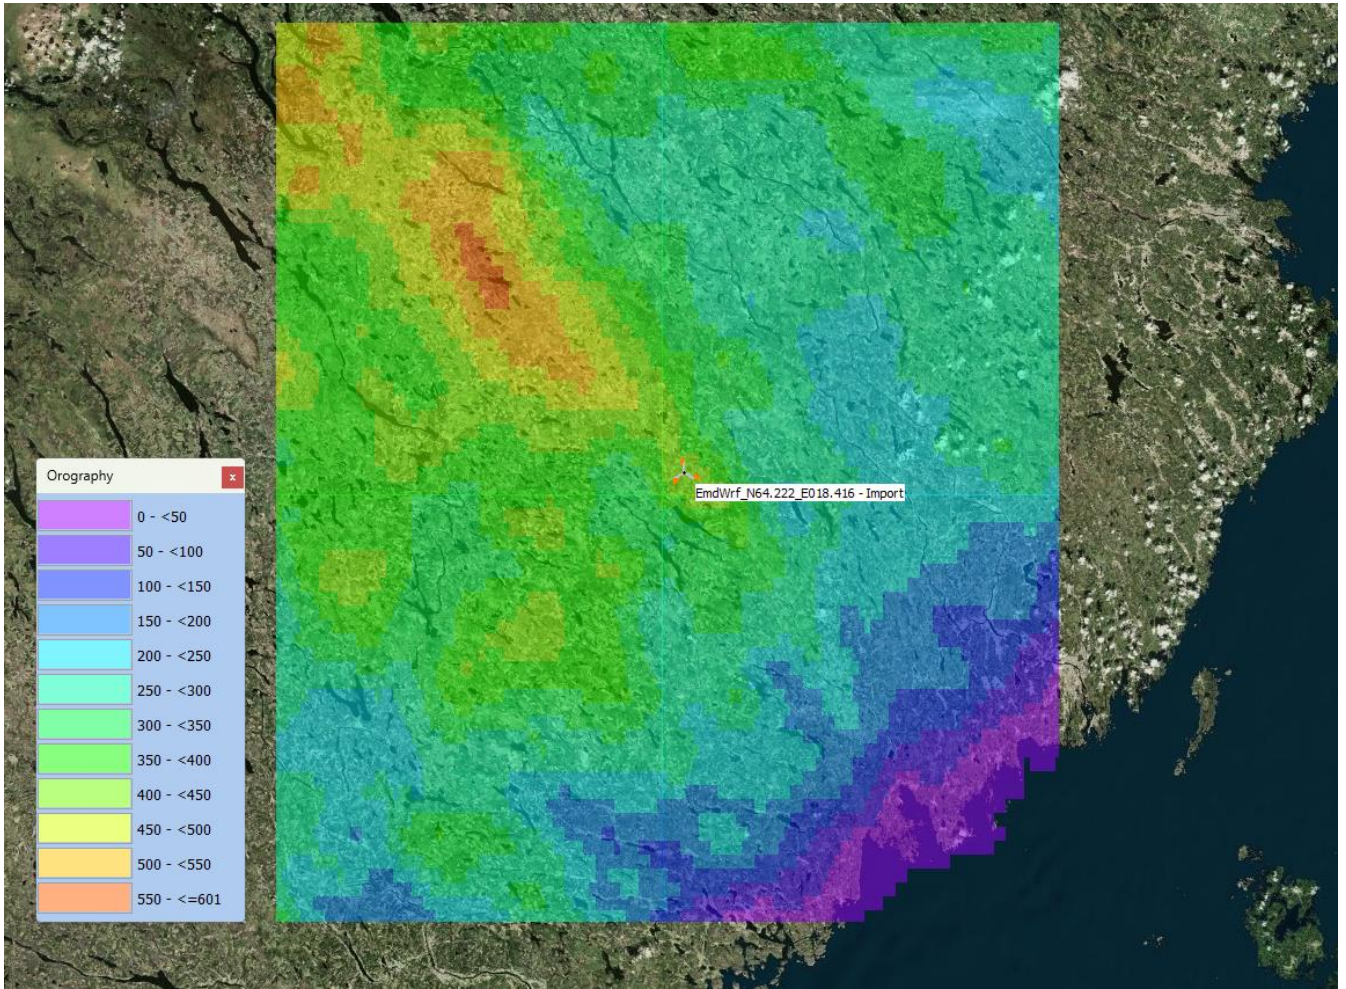 EmdWrf_N64.222_E018.416 - Import
Orography
x
0 - <50
50 - <100
100 - <150
150 - <200
200 - <250
250 - <300
300 - <350
350 - <400
400 - <450
450 - <500
500 - <550
550 - <=601